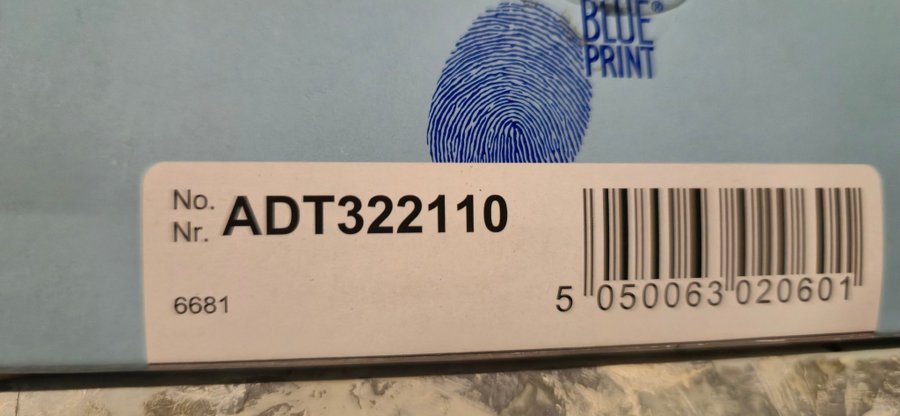 BLUE®
PRINT
No.
Nr.
ADT322110
6681
5 050063 020601